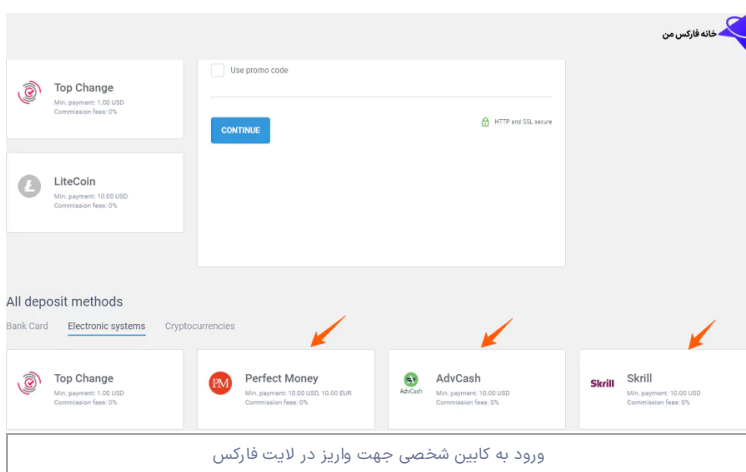 خانه فارکس من
Use promo code
Top Change
Min. payment: 1.00 USD
Commission fees: 0%
CONTINUE
HTTP and SSL secure
LiteCoin
Min. payment: 10.00 USD
Commission fees: 0%
All deposit methods
Bank Card Electronic systems Cryptocurrencies
Top Change
Min. payment: 1.00 USD
Commission fees: 0%
PM
Perfect Money
Min. payment: 10.00 USD, 10.00 EUR
Commission fees: 0%
AdvCash
AdvCash
Min. payment: 10.00 USD
Commission fees: 0%
Skrill
Skrill
Min. payment: 10.00 USD
Commission fees: 0%
ورود به کابین شخصی جهت واریز در لایت فارکس